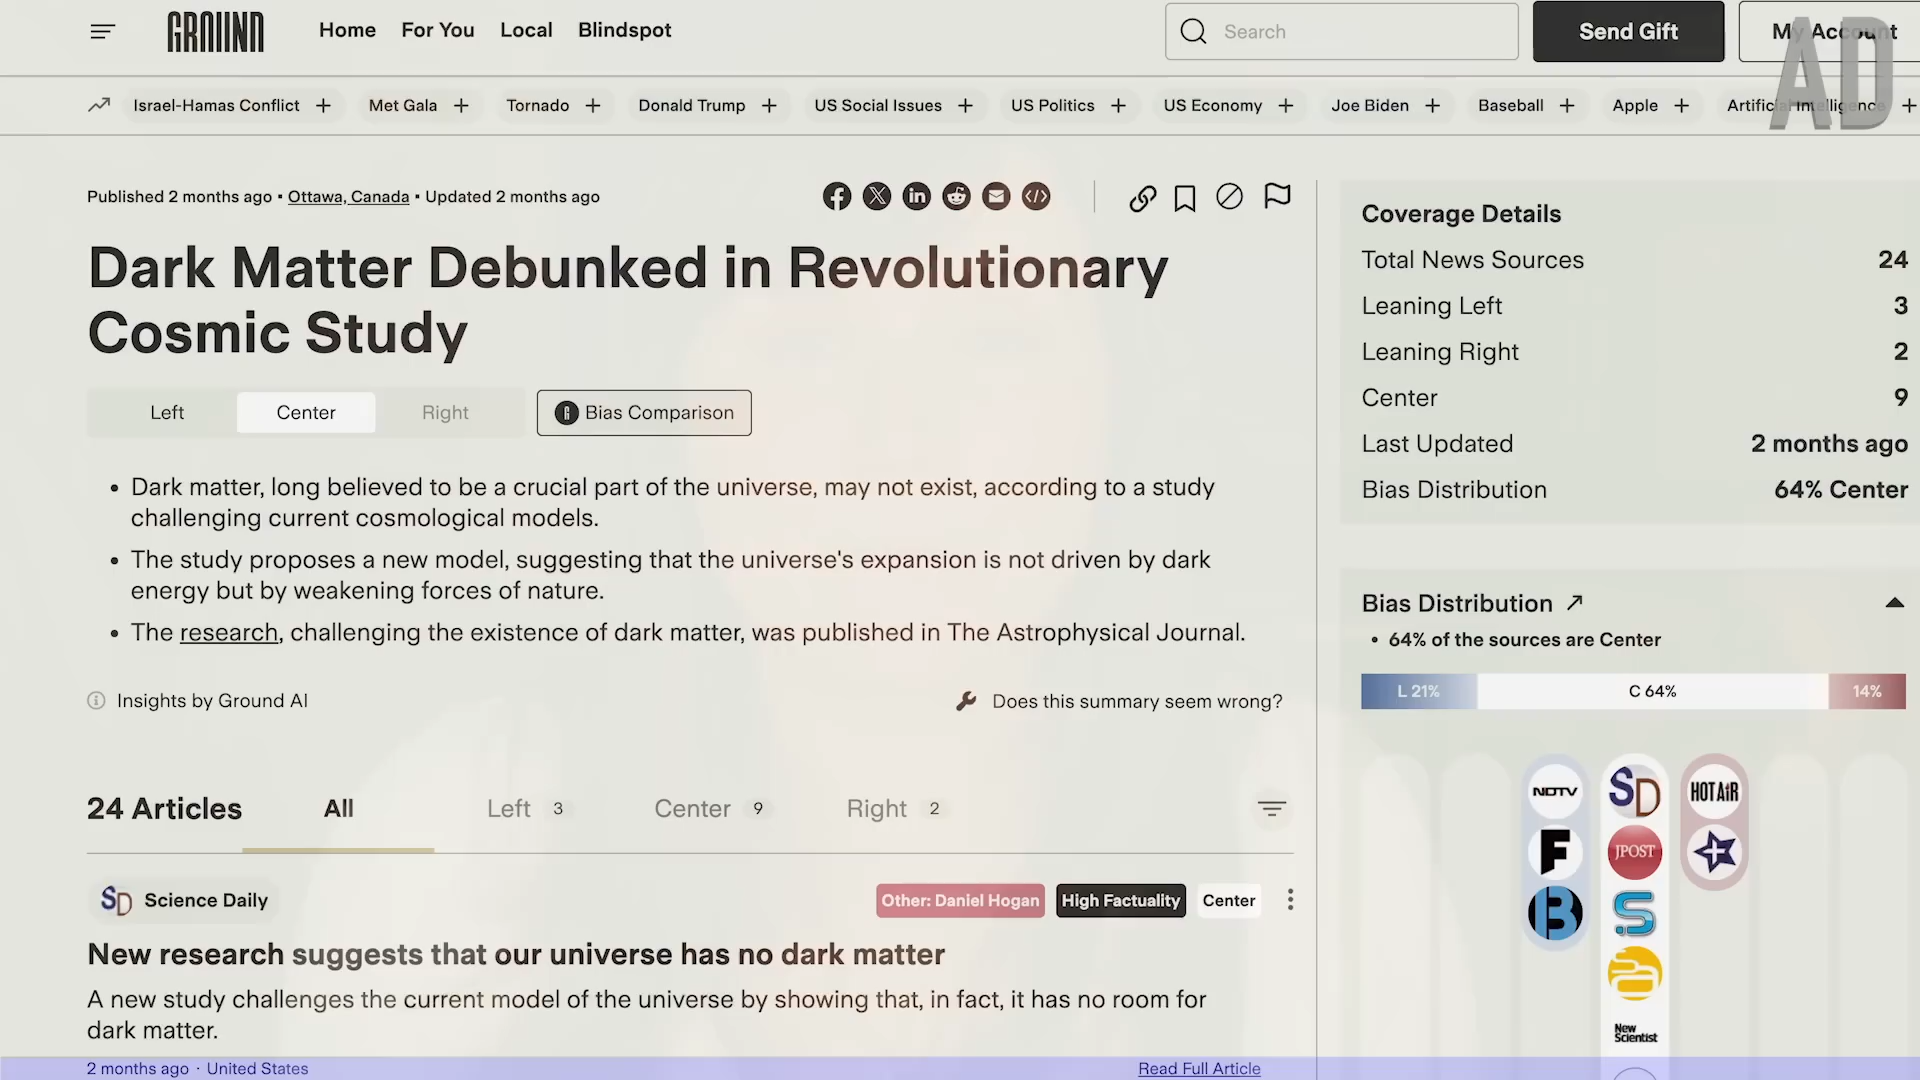 GROUND
Home For You Local Blindspot
Search
Send Gift
My Account
AD
Israel-Hamas Conflict + Met Gala + Tornado + Donald Trump + US Social Issues + US Politics + US Economy + Joe Biden + Baseball + Apple + Artificial Intelligence +
Published 2 months ago • Ottawa, Canada • Updated 2 months ago
Dark Matter Debunked in Revolutionary
Cosmic Study
Left Center Right Bias Comparison
• Dark matter, long believed to be a crucial part of the universe, may not exist, according to a study
challenging current cosmological models.
• The study proposes a new model, suggesting that the universe's expansion is not driven by dark
energy but by weakening forces of nature.
• The research, challenging the existence of dark matter, was published in The Astrophysical Journal.
Insights by Ground AI
Does this summary seem wrong?
24 Articles All Left 3 Center 9 Right 2
Science Daily
Other: Daniel Hogan High Factuality Center
New research suggests that our universe has no dark matter
A new study challenges the current model of the universe by showing that, in fact, it has no room for
dark matter.
2 months ago · United States
Read Full Article
Coverage Details
Total News Sources 24
Leaning Left 3
Leaning Right 2
Center 9
Last Updated 2 months ago
Bias Distribution 64% Center
Bias Distribution
• 64% of the sources are Center
L 21% C 64% 14%
NDTV SD HOT AIR
F JPOST
B S
New
Scientist